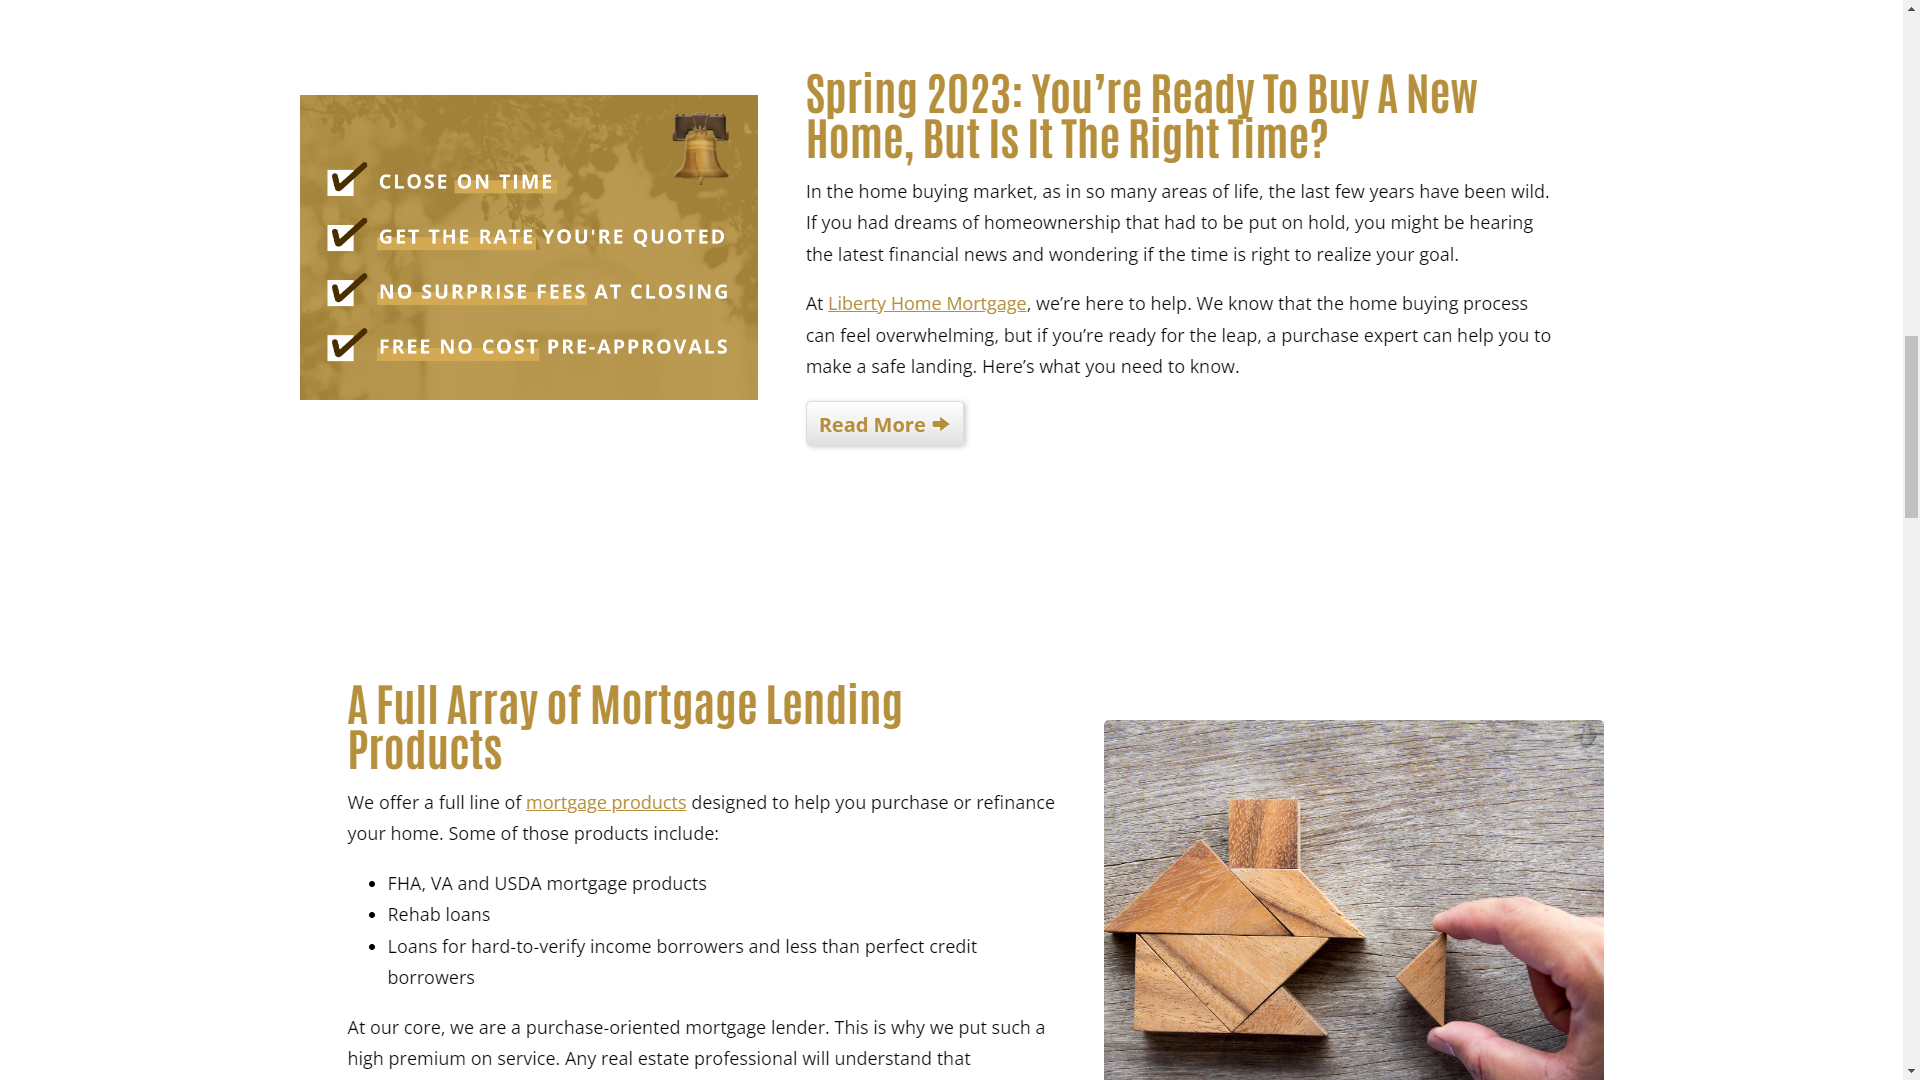 CLOSE ON TIME
GET THE RATE YOU'RE QUOTED
NO SURPRISE FEES AT CLOSING
FREE NO COST PRE-APPROVALS
Spring 2023: You’re Ready To Buy A New
Home, But Is It The Right Time?
In the home buying market, as in so many areas of life, the last few years have been wild.
If you had dreams of homeownership that had to be put on hold, you might be hearing
the latest financial news and wondering if the time is right to realize your goal.
At Liberty Home Mortgage, we’re here to help. We know that the home buying process
can feel overwhelming, but if you’re ready for the leap, a purchase expert can help you to
make a safe landing. Here’s what you need to know.
Read More
A Full Array of Mortgage Lending
Products
We offer a full line of mortgage products designed to help you purchase or refinance
your home. Some of those products include:
• FHA, VA and USDA mortgage products
• Rehab loans
• Loans for hard-to-verify income borrowers and less than perfect credit
borrowers
At our core, we are a purchase-oriented mortgage lender. This is why we put such a
high premium on service. Any real estate professional will understand that